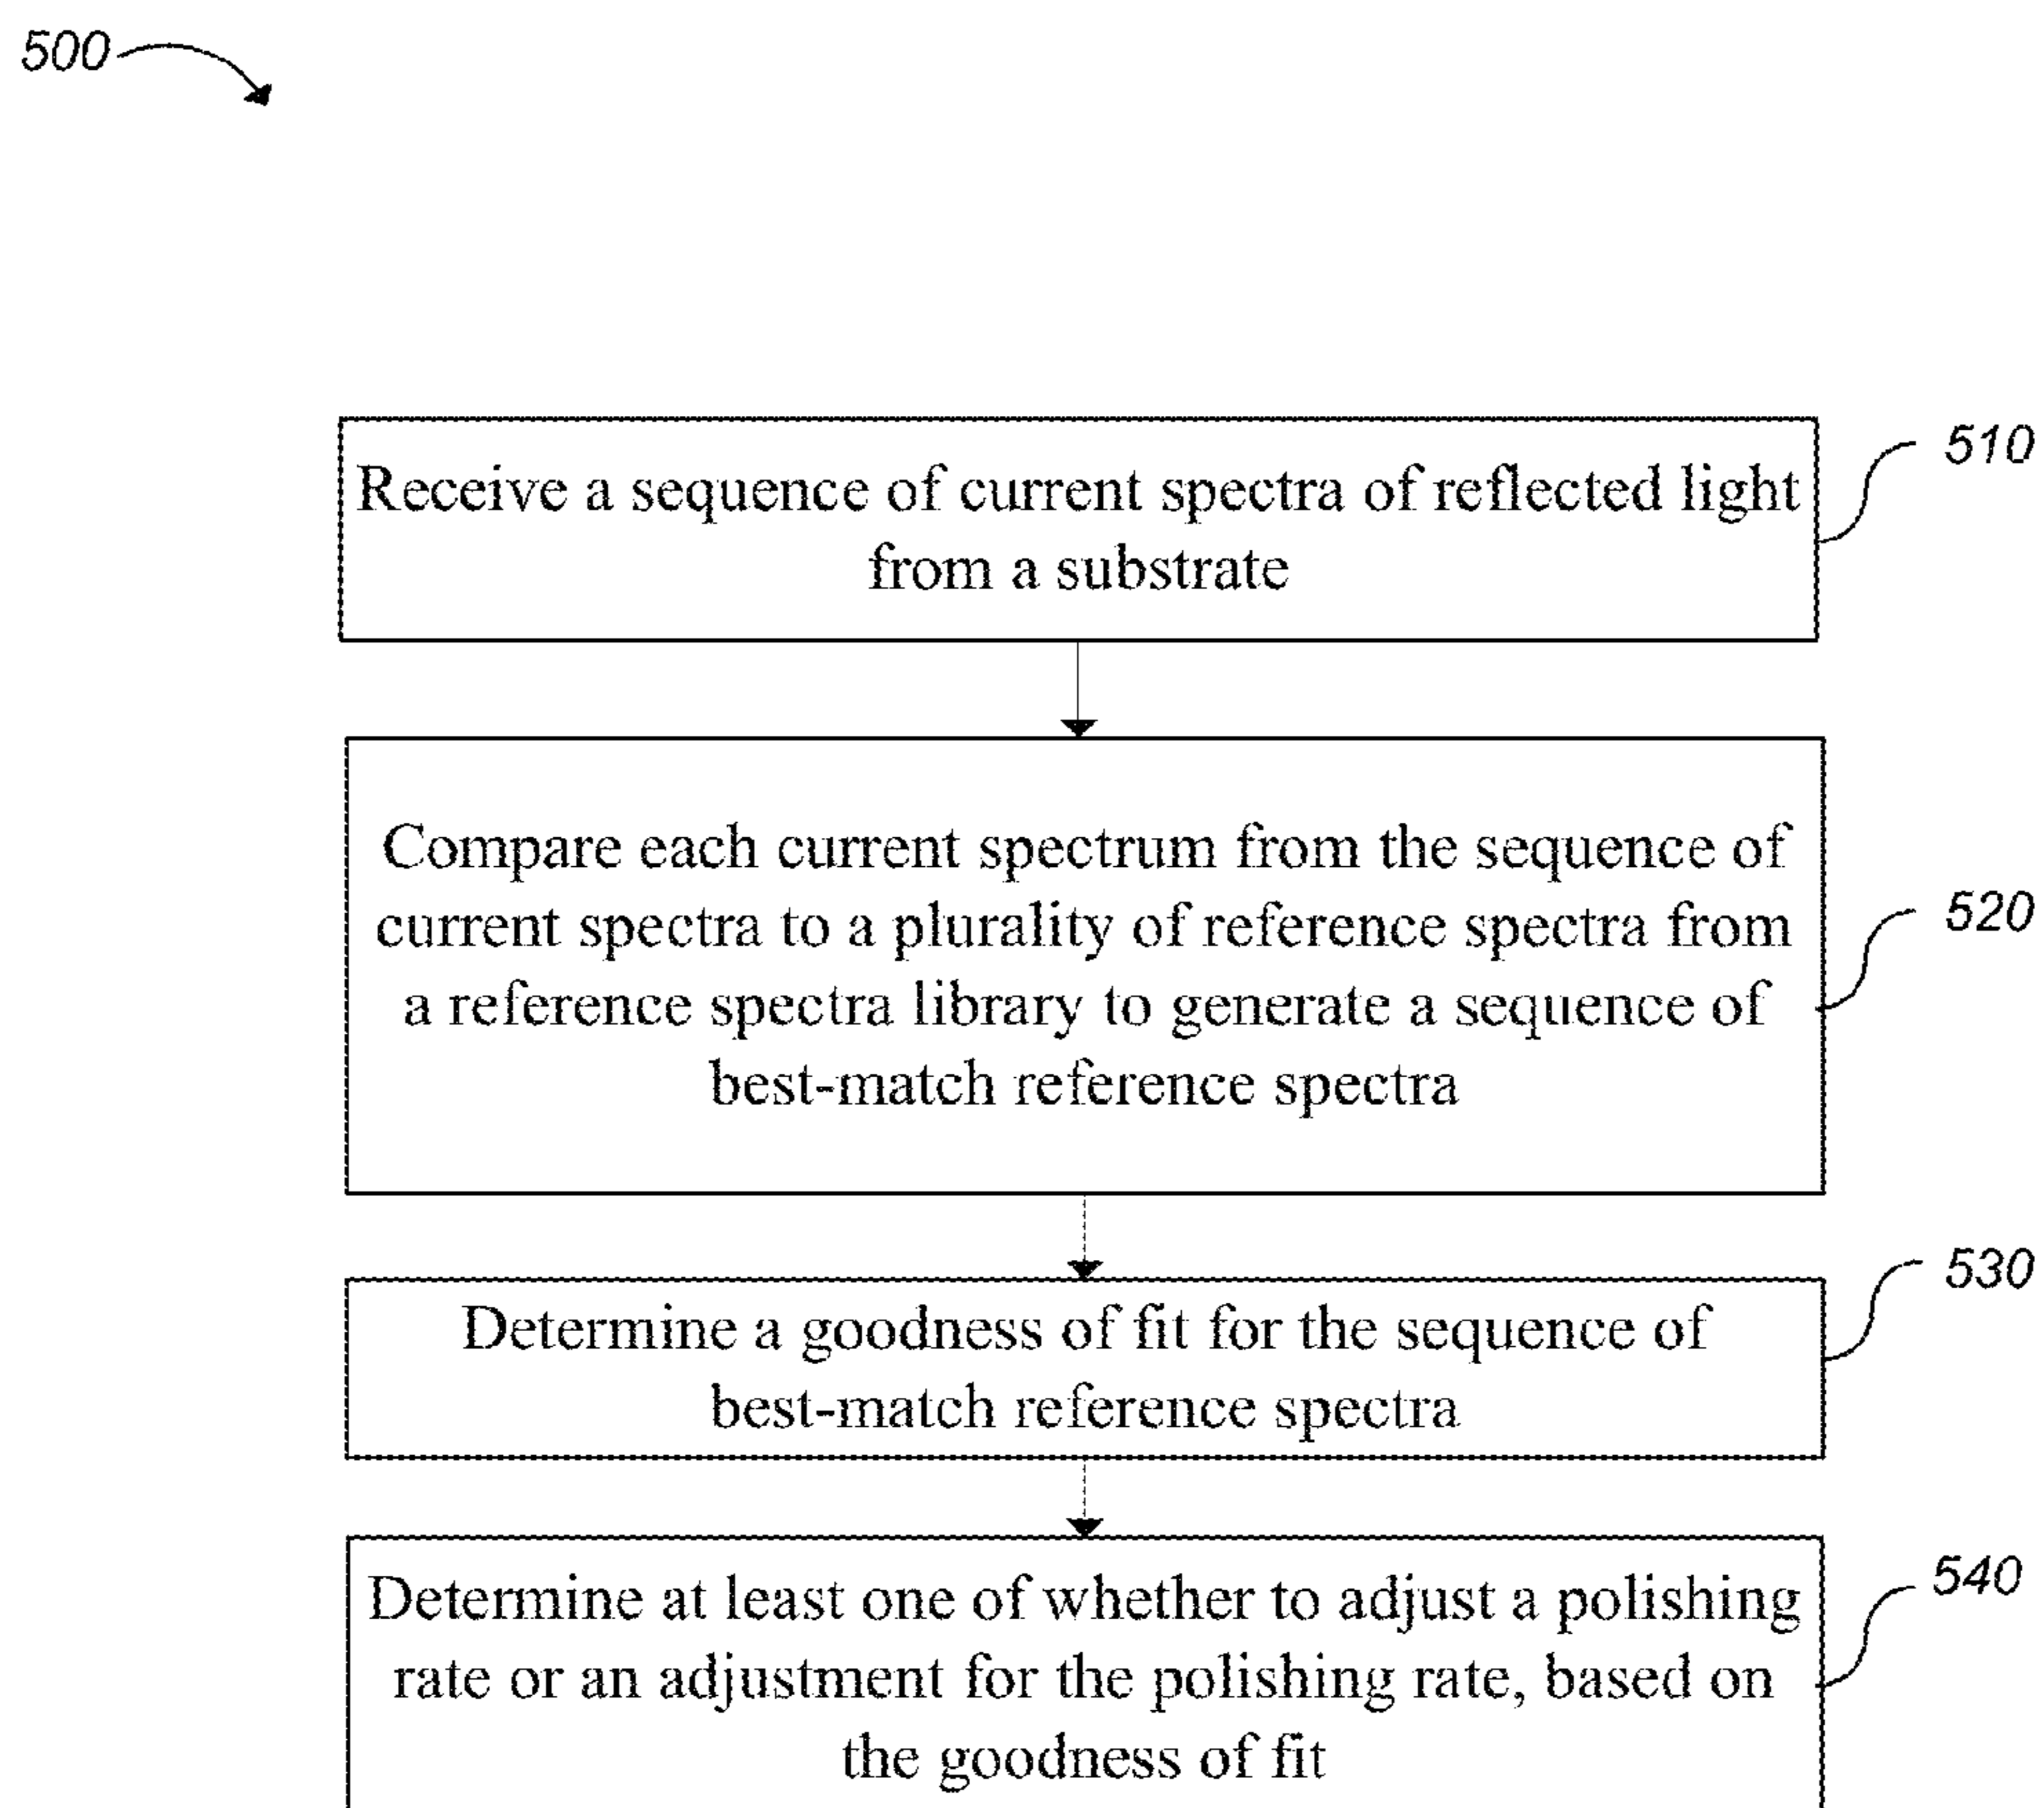 500
Receive a sequence of current spectra of reflected light
from a substrate
510
Compare each current spectrum from the sequence of
current spectra to a plurality of reference spectra from
a reference spectra library to generate a sequence of
best-match reference spectra
520
Determine a goodness of fit for the sequence of
best-match reference spectra
530
Determine at least one of whether to adjust a polishing
rate or an adjustment for the polishing rate, based on
the goodness of fit
540